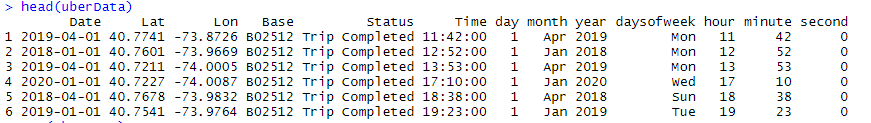 > head(uberData)
Date Lat Lon Base Status Time day month year daysofweek hour minute second
1 2019-04-01 40.7741 -73.8726 B02512 Trip Completed 11:42:00 1 Apr 2019 Mon 11 42 0
2 2018-01-01 40.7601 -73.9669 B02512 Trip Completed 12:52:00 1 Jan 2018 Mon 12 52 0
3 2019-04-01 40.7211 -74.0005 B02512 Trip Completed 13:53:00 1 Apr 2019 Mon 13 53 0
4 2020-01-01 40.7227 -74.0087 B02512 Trip Completed 17:10:00 1 Jan 2020 Wed 17 10 0
5 2018-04-01 40.7678 -73.9832 B02512 Trip Completed 18:38:00 1 Apr 2018 Sun 18 38 0
6 2019-01-01 40.7541 -73.9764 B02512 Trip Completed 19:23:00 1 Jan 2019 Tue 19 23 0